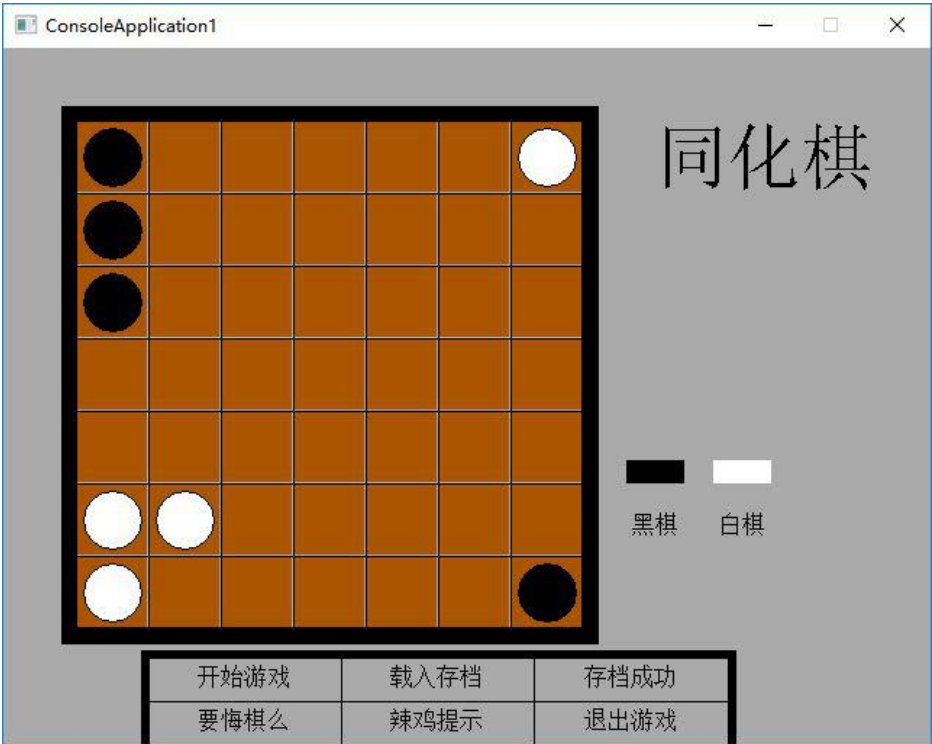 ConsoleApplication1
同化棋
黑棋 白棋
开始游戏 载入存档 存档成功
要悔棋么 辣鸡提示 退出游戏